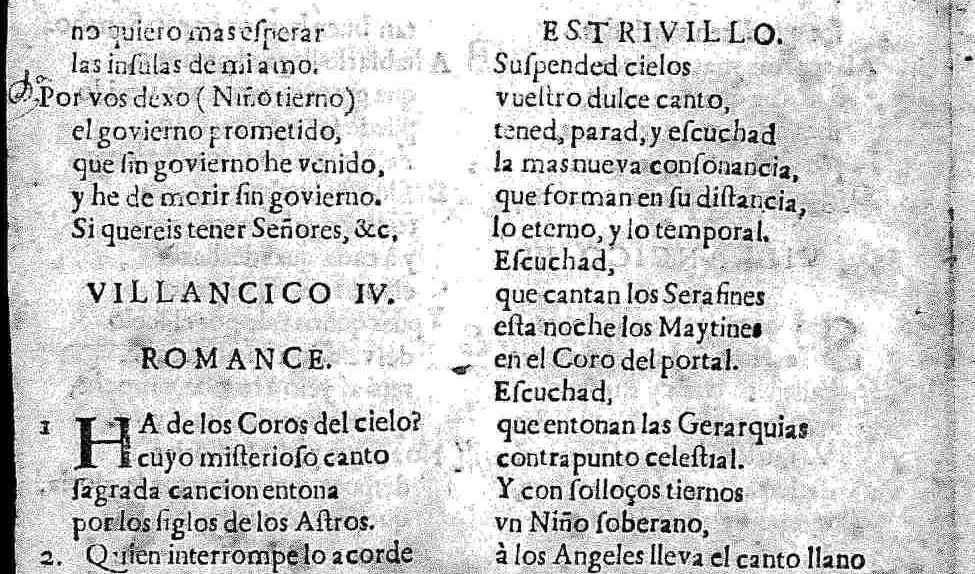 no quiero mas eſperar
las inſulas de mi amo.
Por vos dexo ( Niño tierno)
el govierno prometido,
que ſin govierno he venido,
y he de morir ſin govierno.
Si quereis tener Señores, &c.
VILLANCICO IV.
ROMANCE.
1 HA de los Coros del cielo?
cuyo miſterioſo canto
ſagrada cancion entona
por los ſiglos de los Aſtros.
2. Quien interrompe lo acorde
ESTRIVILLO.
Suſpended cielos
vueſtro dulce canto,
tened, parad, y eſcuchad
la mas nueva conſonancia,
que forman en ſu diſtancia,
lo eterno, y lo temporal.
Eſcuchad,
que cantan los Serafines
eſta noche los Maytines
en el Coro del portal.
Eſcuchad,
que entonan las Gerarquias
contrapunto celeſtial.
Y con ſolloços tiernos
vn Niño ſoberano,
à los Angeles lleva el canto llano